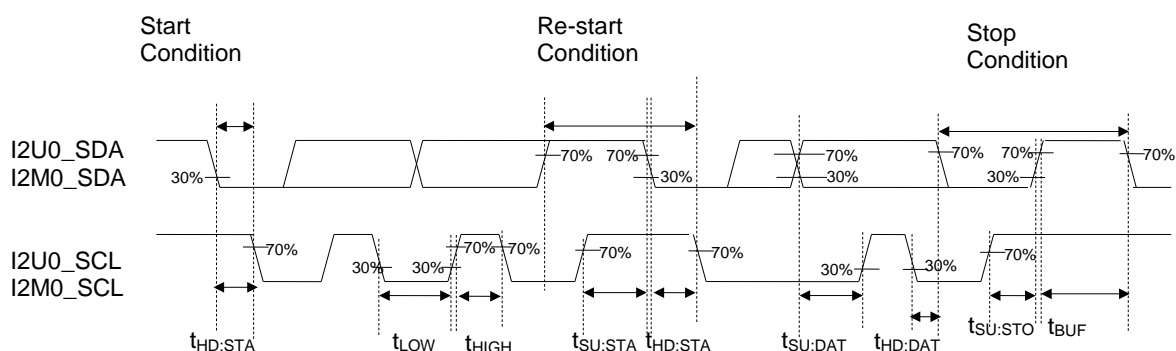 Start
Condition
Re-start
Condition
Stop
Condition
I2U0_SDA
I2M0_SDA
30%
70%
70%
30%
70%
30%
70%
70%
30%
70%
I2U0_SCL
I2M0_SCL
70%
30%
30%
70%
70%
70%
70%
30%
30%
70%
tHD:STA
tLOW
tHIGH
tSU:STA
tHD:STA
tSU:DAT
tHD:DAT
tSU:STO
tBUF